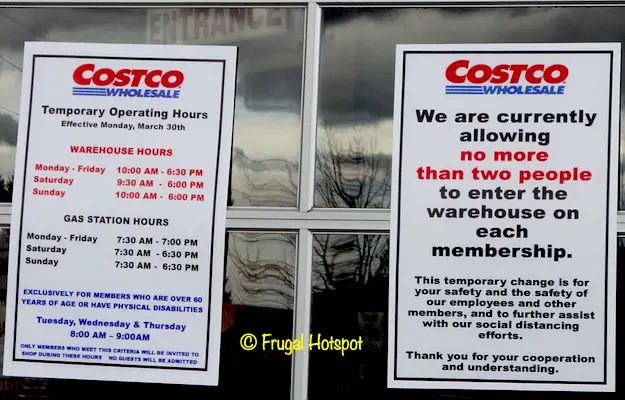 ENTRANCE
COSTCO
WHOLESALE
Temporary Operating Hours
Effective Monday, March 30th
WAREHOUSE HOURS
Monday - Friday 10:00 AM - 6:30 PM
Saturday 9:30 AM - 6:00 PM
Sunday 10:00 AM - 6:00 PM
GAS STATION HOURS
Monday - Friday 7:30 AM - 7:00 PM
Saturday 7:30 AM - 6:30 PM
Sunday 7:30 AM - 6:30 PM
EXCLUSIVELY FOR MEMBERS WHO ARE OVER 60
YEARS OF AGE OR HAVE PHYSICAL DISABILITIES
Tuesday, Wednesday & Thursday
8:00 AM - 9:00AM
ONLY MEMBERS WHO MEET THIS CRITERIA WILL BE INVITED TO
SHOP DURING THESE HOURS NO GUESTS WILL BE ADMITTED
COSTCO
WHOLESALE
We are currently
allowing
no more
than two people
to enter the
warehouse on
each
membership.
This temporary change is for
your safety and the safety of
our employees and other
members, and to further assist
with our social distancing
efforts.
Thank you for your cooperation
and understanding.
© Frugal Hotspot